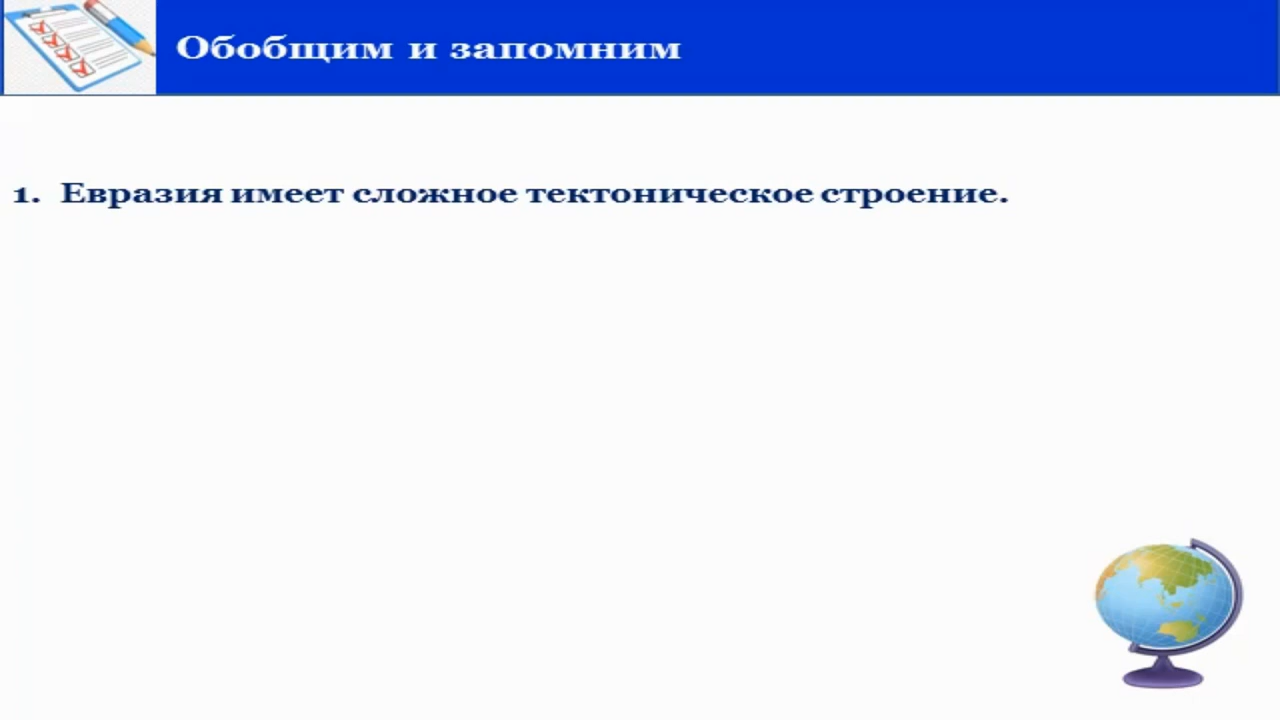 Обобщим и запомним
1. Евразия имеет сложное тектоническое строение.